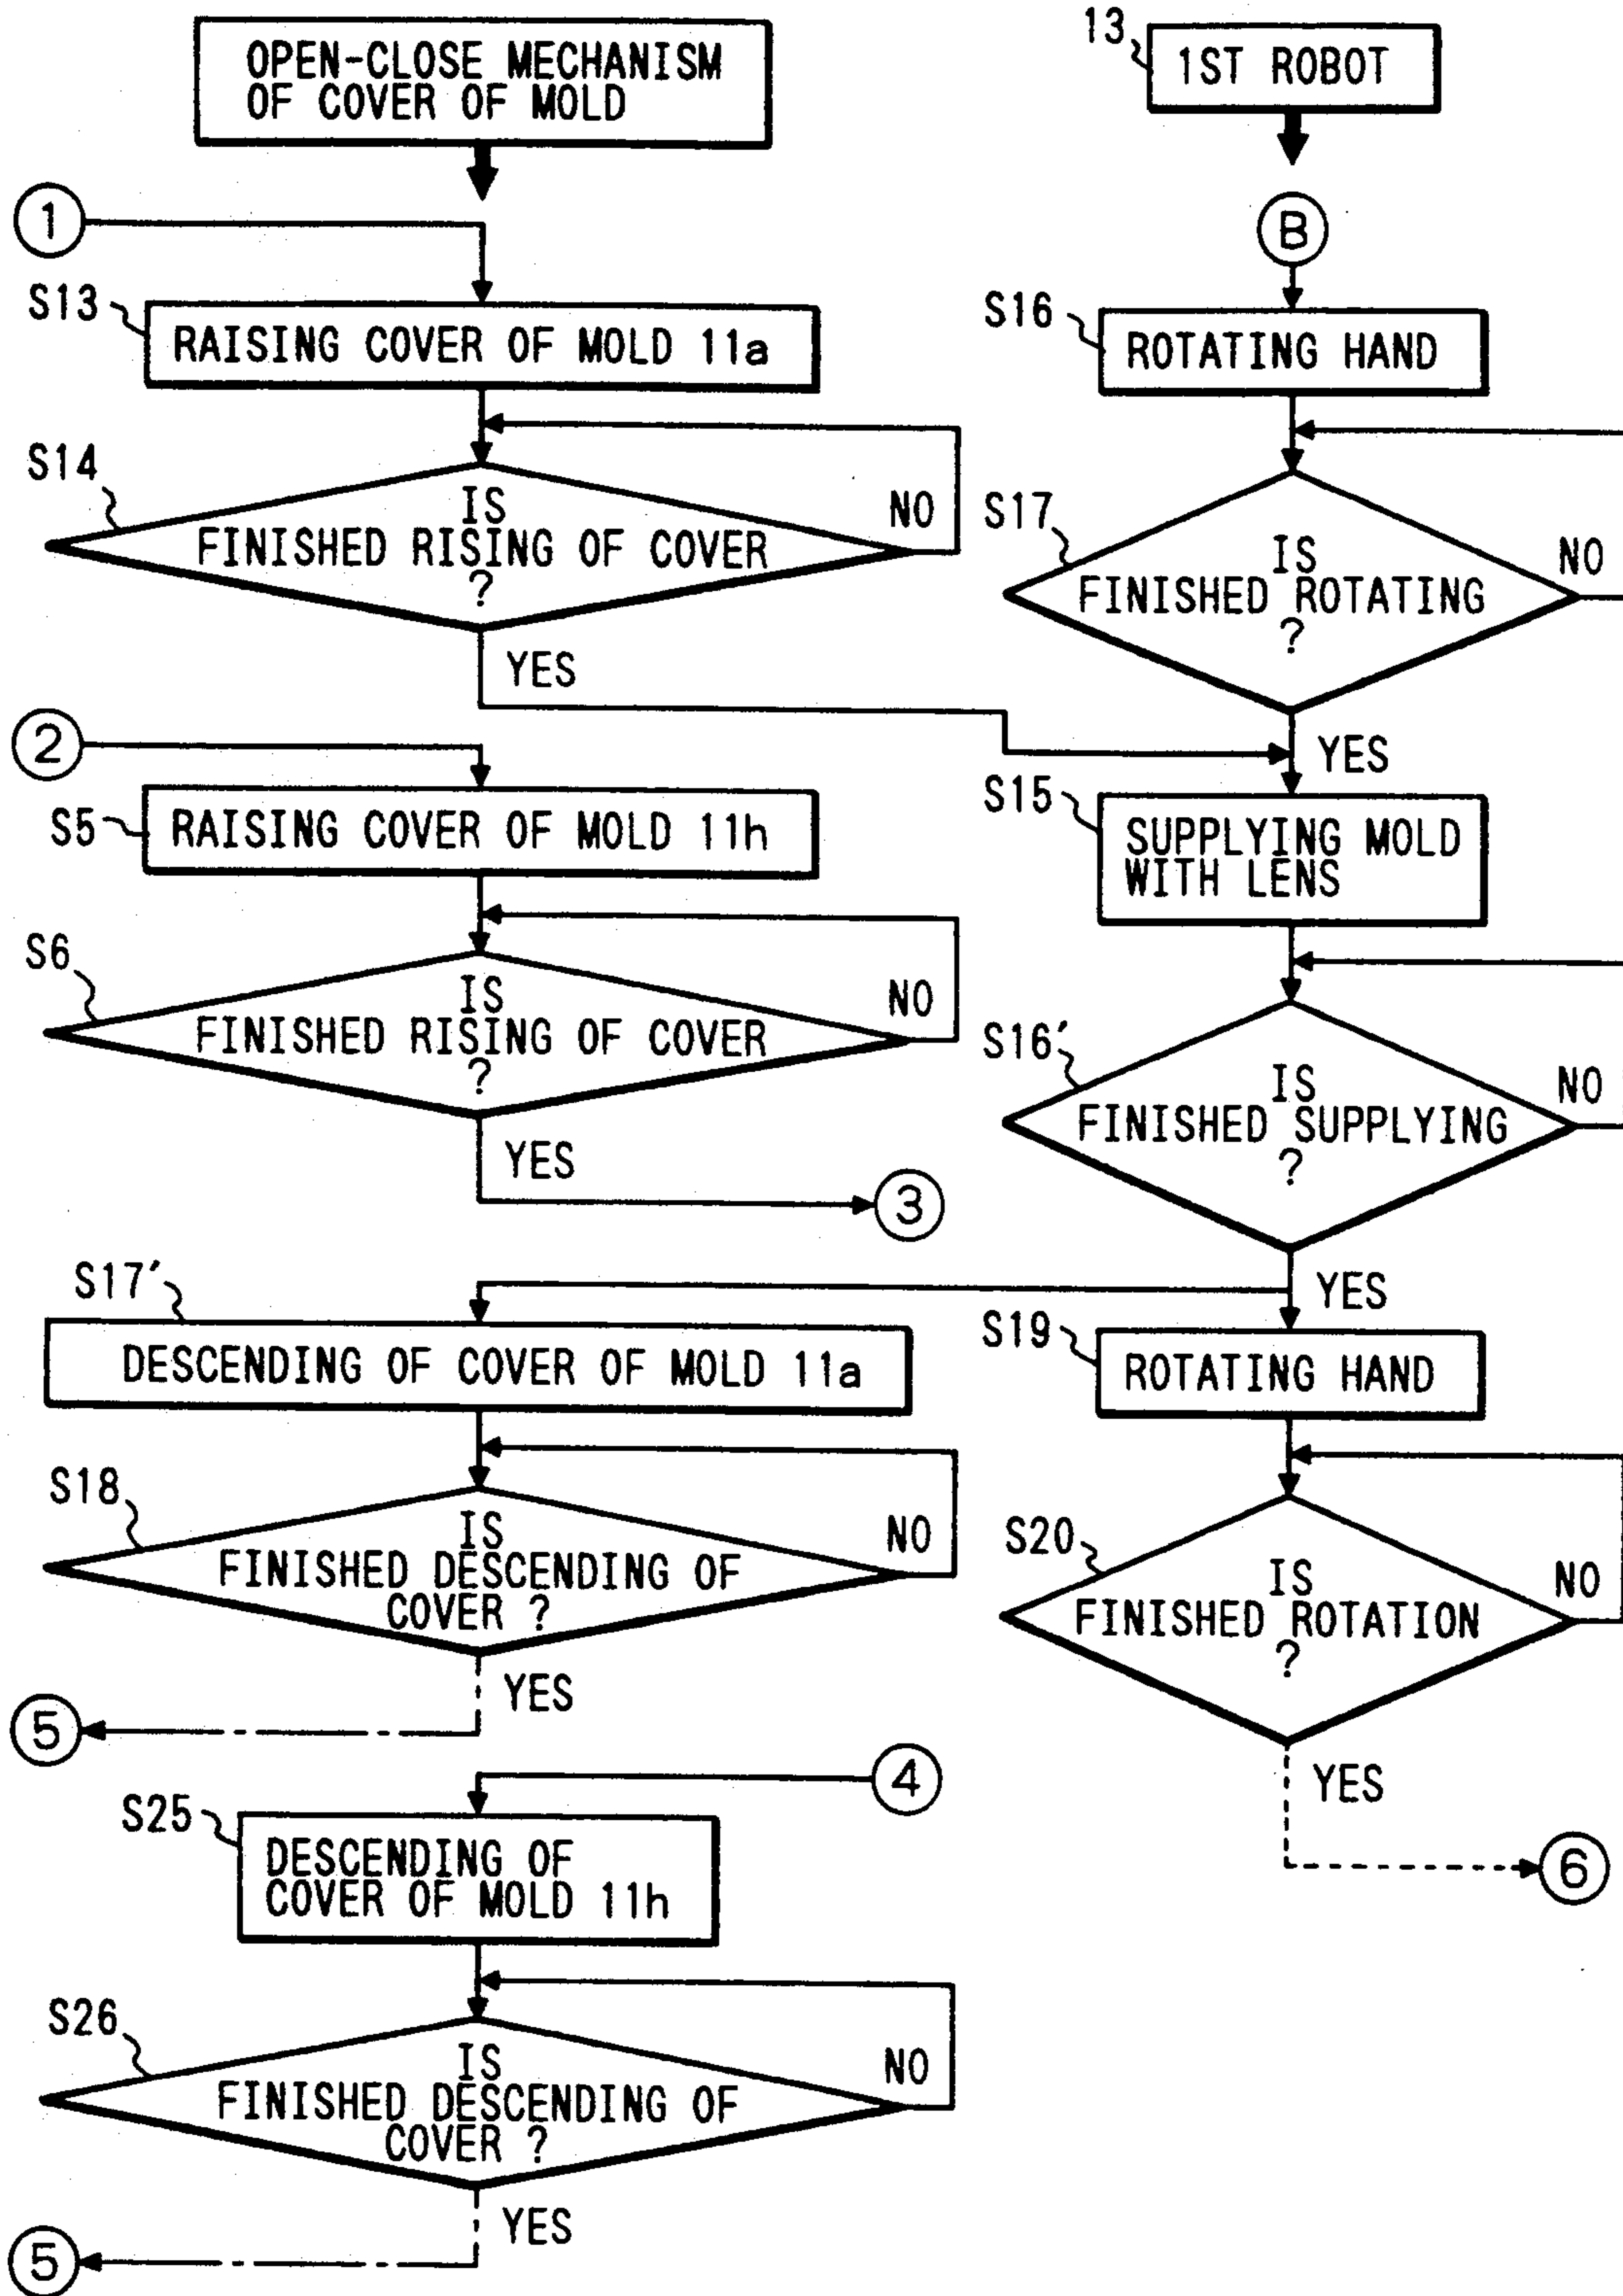 OPEN-CLOSE MECHANISM
OF COVER OF MOLD
1
S13
RAISING COVER OF MOLD 11a
S14
IS
FINISHED RISING OF COVER
?
NO
YES
2
S5
RAISING COVER OF MOLD 11h
S6
IS
FINISHED RISING OF COVER
?
NO
YES
3
S17′
DESCENDING OF COVER OF MOLD 11a
S18
IS
FINISHED DESCENDING OF
COVER ?
NO
YES
5
4
S25
DESCENDING OF
COVER OF MOLD 11h
S26
IS
FINISHED DESCENDING OF
COVER ?
NO
YES
5
13
1ST ROBOT
B
S16
ROTATING HAND
S17
IS
FINISHED ROTATING
?
NO
YES
S15
SUPPLYING MOLD
WITH LENS
S16′
IS
FINISHED SUPPLYING
?
NO
YES
S19
ROTATING HAND
S20
IS
FINISHED ROTATION
?
NO
YES
6